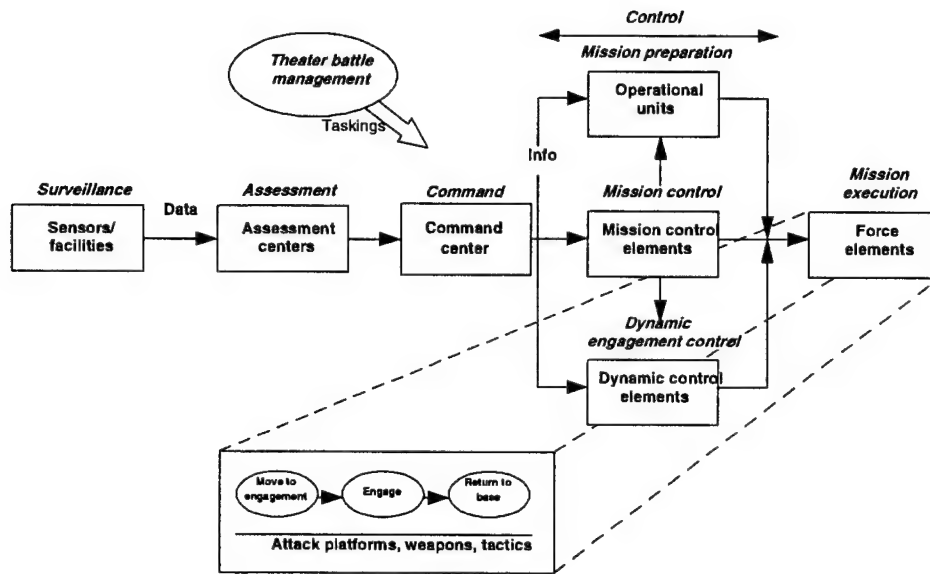 Control
Mission preparation
Theater battle
management
Operational
units
Taskings
Info
Surveillance
Assessment
Command
Mission control
Mission
execution
Data
Sensors/
facilities
Assessment
centers
Command
center
Mission control
elements
Force
elements
Dynamic
engagement control
Dynamic control
elements
Move to
engagement
Engage
Return to
base
Attack platforms, weapons, tactics